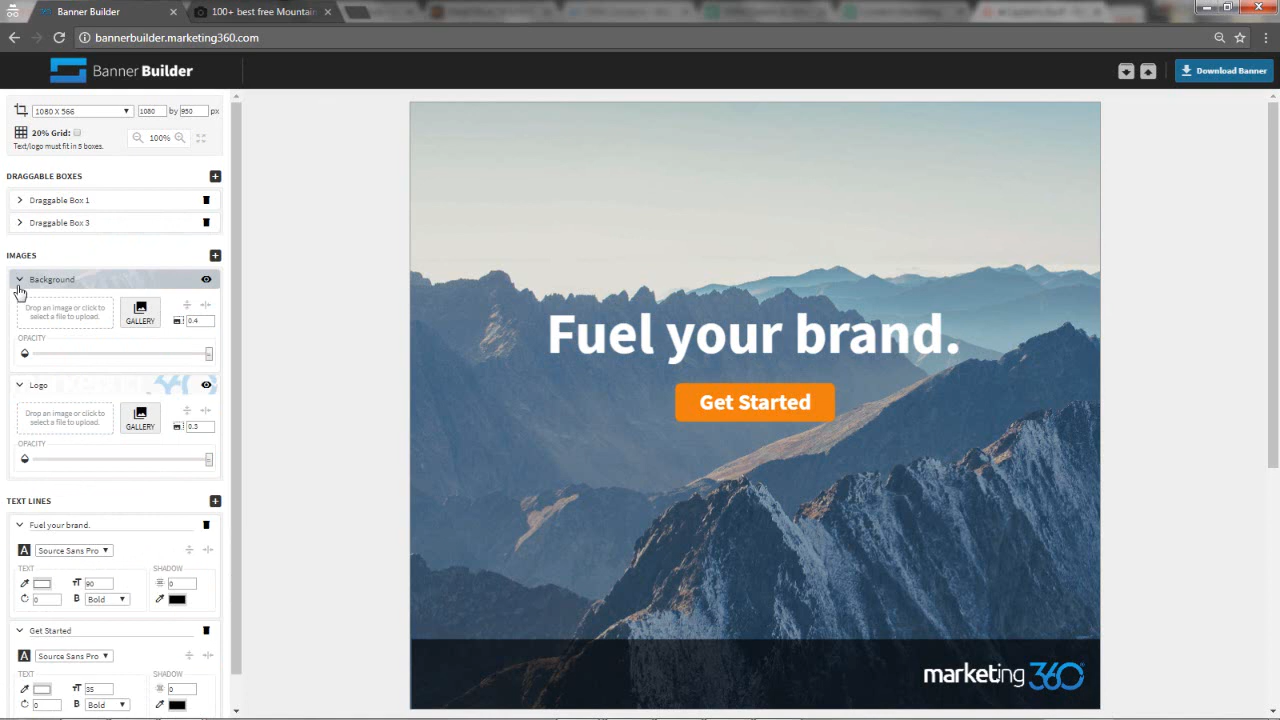 Banner Builder
100+ best free Mountain
bannerbuilder.marketing360.com
Banner Builder
Download Banner
1080 X 566
1080 by 950 px
20% Grid:
100%
Text/logo must fit in 5 boxes.
DRAGGABLE BOXES
Draggable Box 1
Draggable Box 3
IMAGES
Background
Drop an image or click to
select a file to upload.
GALLERY
0.4
OPACITY
Logo
Drop an image or click to
select a file to upload.
GALLERY
0.3
OPACITY
TEXT LINES
Fuel your brand.
Source Sans Pro
TEXT
SHADOW
90
0
0
Bold
Get Started
Source Sans Pro
TEXT
SHADOW
35
0
0
Bold
Fuel your brand.
Get Started
marketing 360